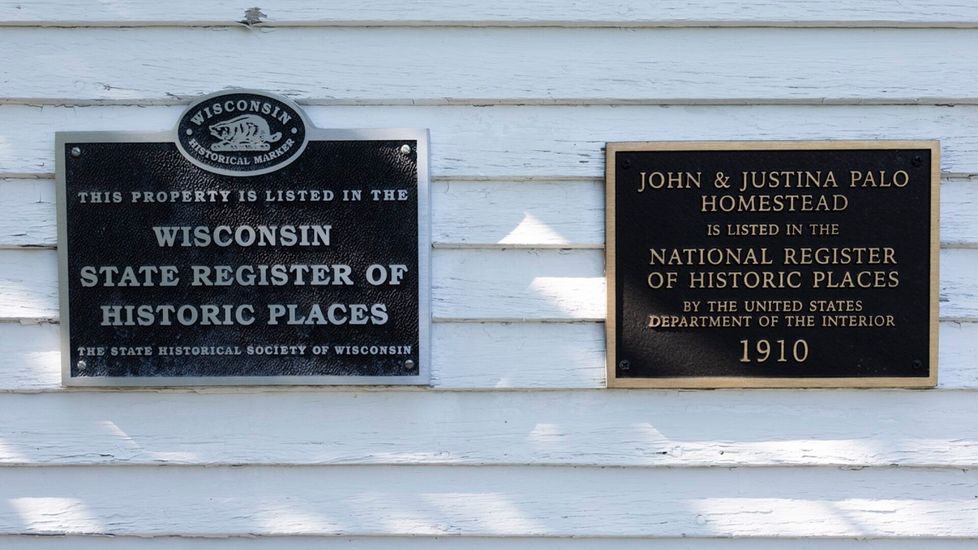 WISCONSIN
HISTORICAL MARKER
THIS PROPERTY IS LISTED IN THE
WISCONSIN
STATE REGISTER OF
HISTORIC PLACES
THE STATE HISTORICAL SOCIETY OF WISCONSIN
JOHN & JUSTINA PALO
HOMESTEAD
IS LISTED IN THE
NATIONAL REGISTER
OF HISTORIC PLACES
BY THE UNITED STATES
DEPARTMENT OF THE INTERIOR
1910